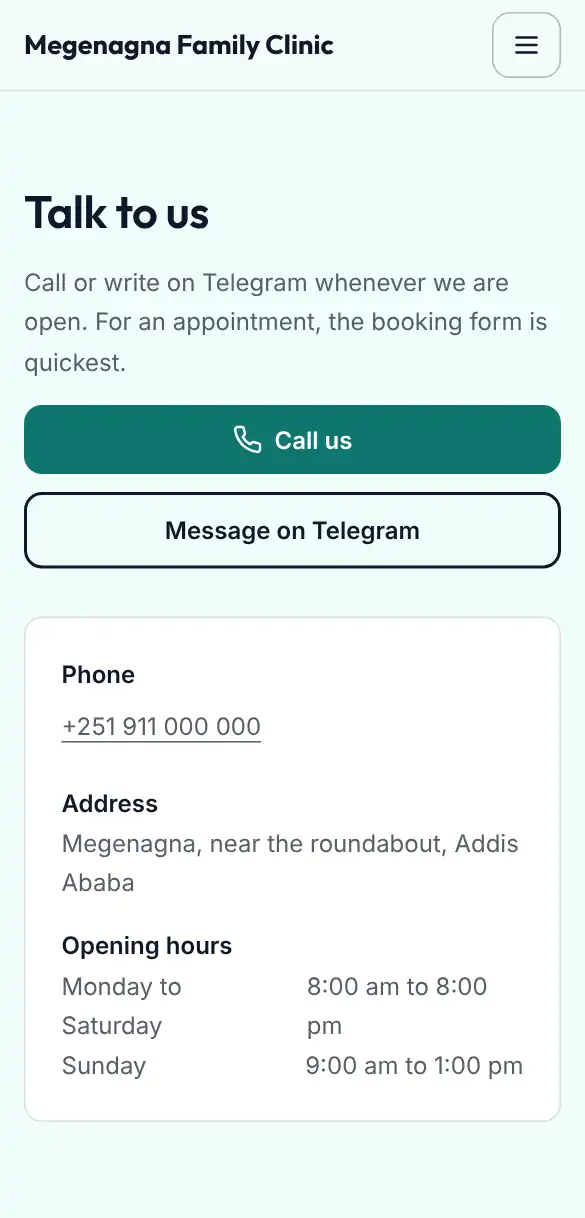 Megenagna Family Clinic
Talk to us
Call or write on Telegram whenever we are
open. For an appointment, the booking form is
quickest.
Call us
Message on Telegram
Phone
+251 911 000 000
Address
Megenagna, near the roundabout, Addis
Ababa
Opening hours
Monday to 8:00 am to 8:00
Saturday pm
Sunday 9:00 am to 1:00 pm